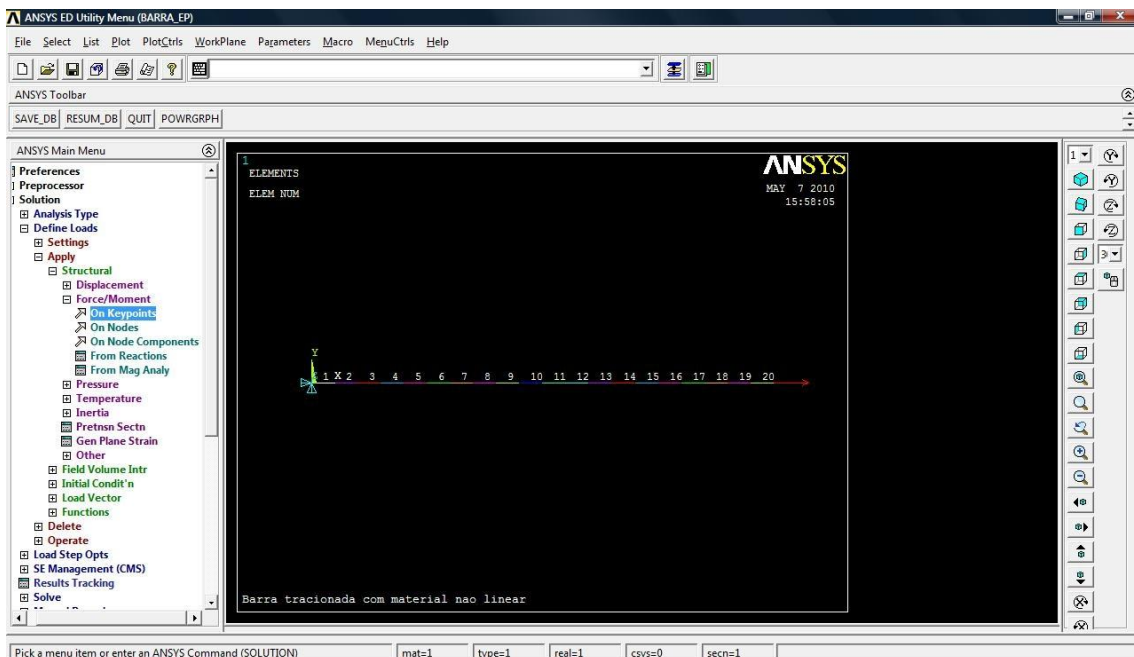 ANSYS ED Utility Menu (BARRA_EP)
File Select List Plot PlotCtrls WorkPlane Parameters Macro MenuCtrls Help
ANSYS Toolbar
SAVE_DB RESUM_DB QUIT POWRGRPH
ANSYS Main Menu
Preferences
Preprocessor
Solution
Analysis Type
Define Loads
Settings
Apply
Structural
Displacement
Force/Moment
On Keypoints
On Nodes
On Node Components
From Reactions
From Mag Analy
Pressure
Temperature
Inertia
Pretnsn Sectn
Gen Plane Strain
Other
Field Volume Intr
Initial Condit'n
Load Vector
Functions
Delete
Operate
Load Step Opts
SE Management (CMS)
Results Tracking
Solve
1
ELEMENTS
ELEM NUM
ANSYS
MAY 7 2010
15:58:05
Y
1 X 2 3 4 5 6 7 8 9 10 11 12 13 14 15 16 17 18 19 20
Barra tracionada com material nao linear
1
3
Pick a menu item or enter an ANSYS Command (SOLUTION) mat=1 type=1 real=1 csys=0 secn=1